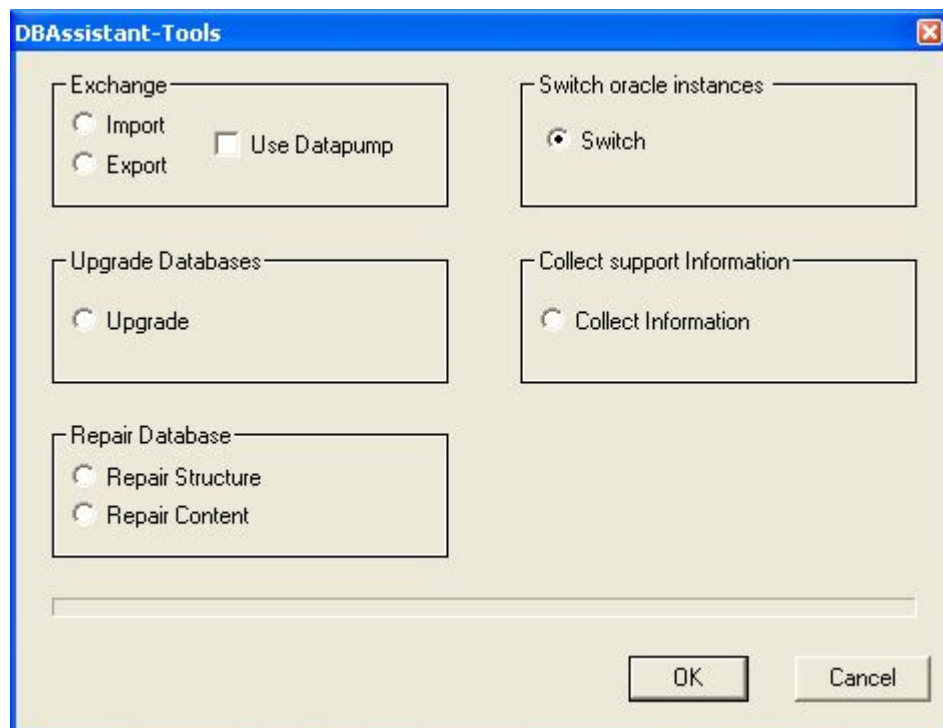 DBAssistant-Tools
Exchange
Import
Use Datapump
Export
Switch oracle instances
Switch
Upgrade Databases
Upgrade
Collect support Information
Collect Information
Repair Database
Repair Structure
Repair Content
OK
Cancel